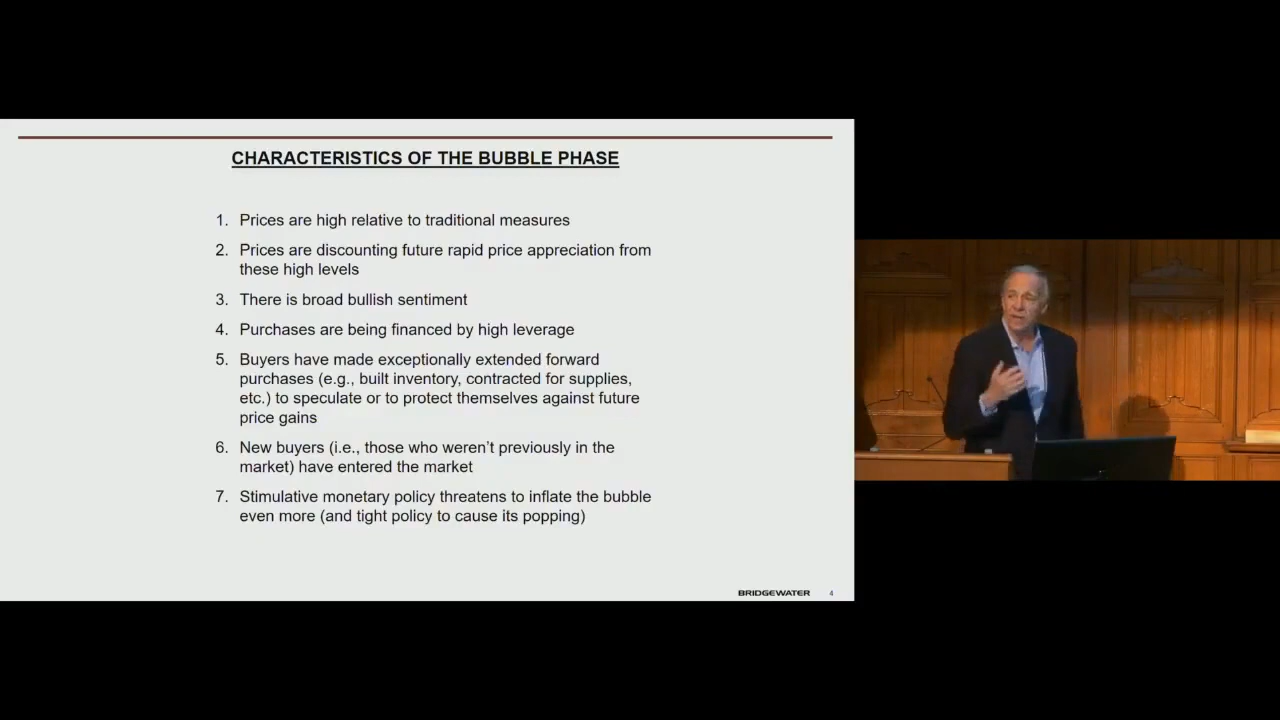 CHARACTERISTICS OF THE BUBBLE PHASE
1. Prices are high relative to traditional measures
2. Prices are discounting future rapid price appreciation from
these high levels
3. There is broad bullish sentiment
4. Purchases are being financed by high leverage
5. Buyers have made exceptionally extended forward
purchases (e.g., built inventory, contracted for supplies,
etc.) to speculate or to protect themselves against future
price gains
6. New buyers (i.e., those who weren’t previously in the
market) have entered the market
7. Stimulative monetary policy threatens to inflate the bubble
even more (and tight policy to cause its popping)
BRIDGEWATER 4